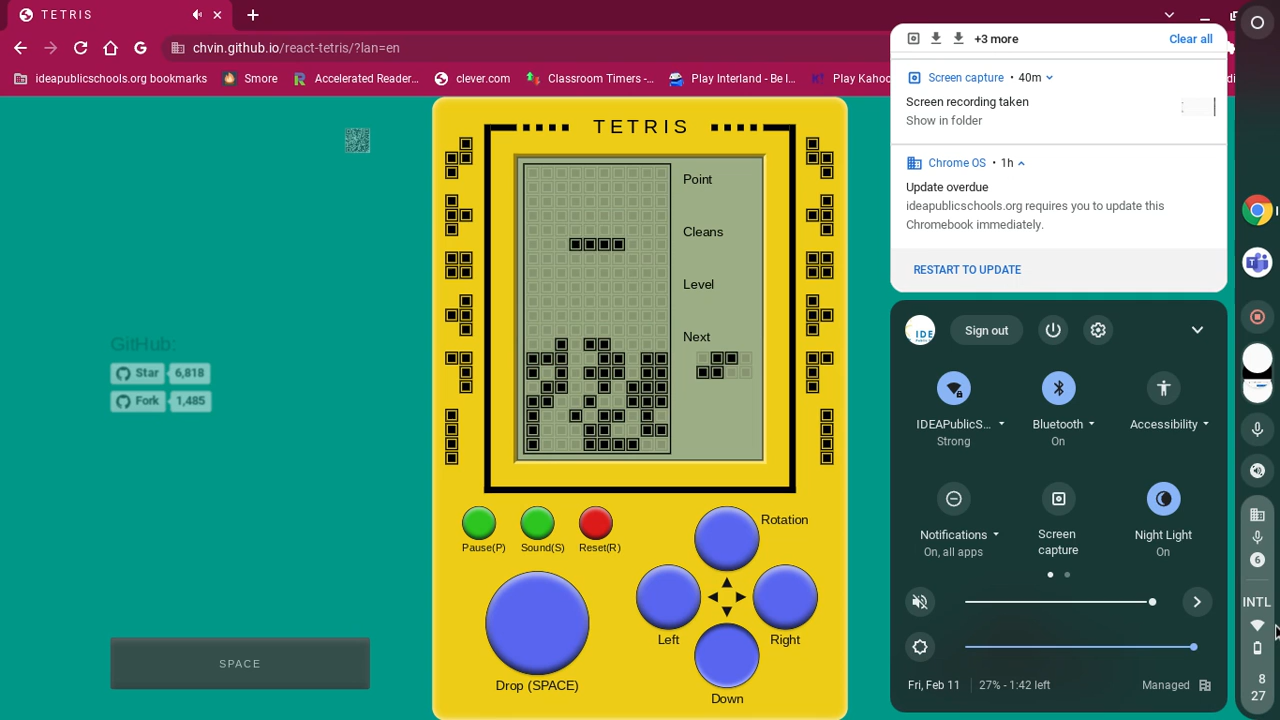 TETRIS
chvin.github.io/react-tetris/?lan=en
ideapublicschools.org bookmarks
Smore
Accelerated Reader...
clever.com
Classroom Timers -...
Play Interland - Be I...
Play Kahoo
di
GitHub:
Star 6,818
Fork 1,485
SPACE
TETRIS
Point
Cleans
Level
Next
Pause(P)
Sound(S)
Reset(R)
Rotation
Left
Right
Down
Drop (SPACE)
+3 more
Clear all
Screen capture • 40m
Screen recording taken
Show in folder
Chrome OS • 1h
Update overdue
ideapublicschools.org requires you to update this
Chromebook immediately.
RESTART TO UPDATE
IDE
Sign out
IDEAPublicS...
Strong
Bluetooth
On
Accessibility
Notifications
On, all apps
Screen
capture
Night Light
On
Fri, Feb 11
27% - 1:42 left
Managed
6
INTL
8
27